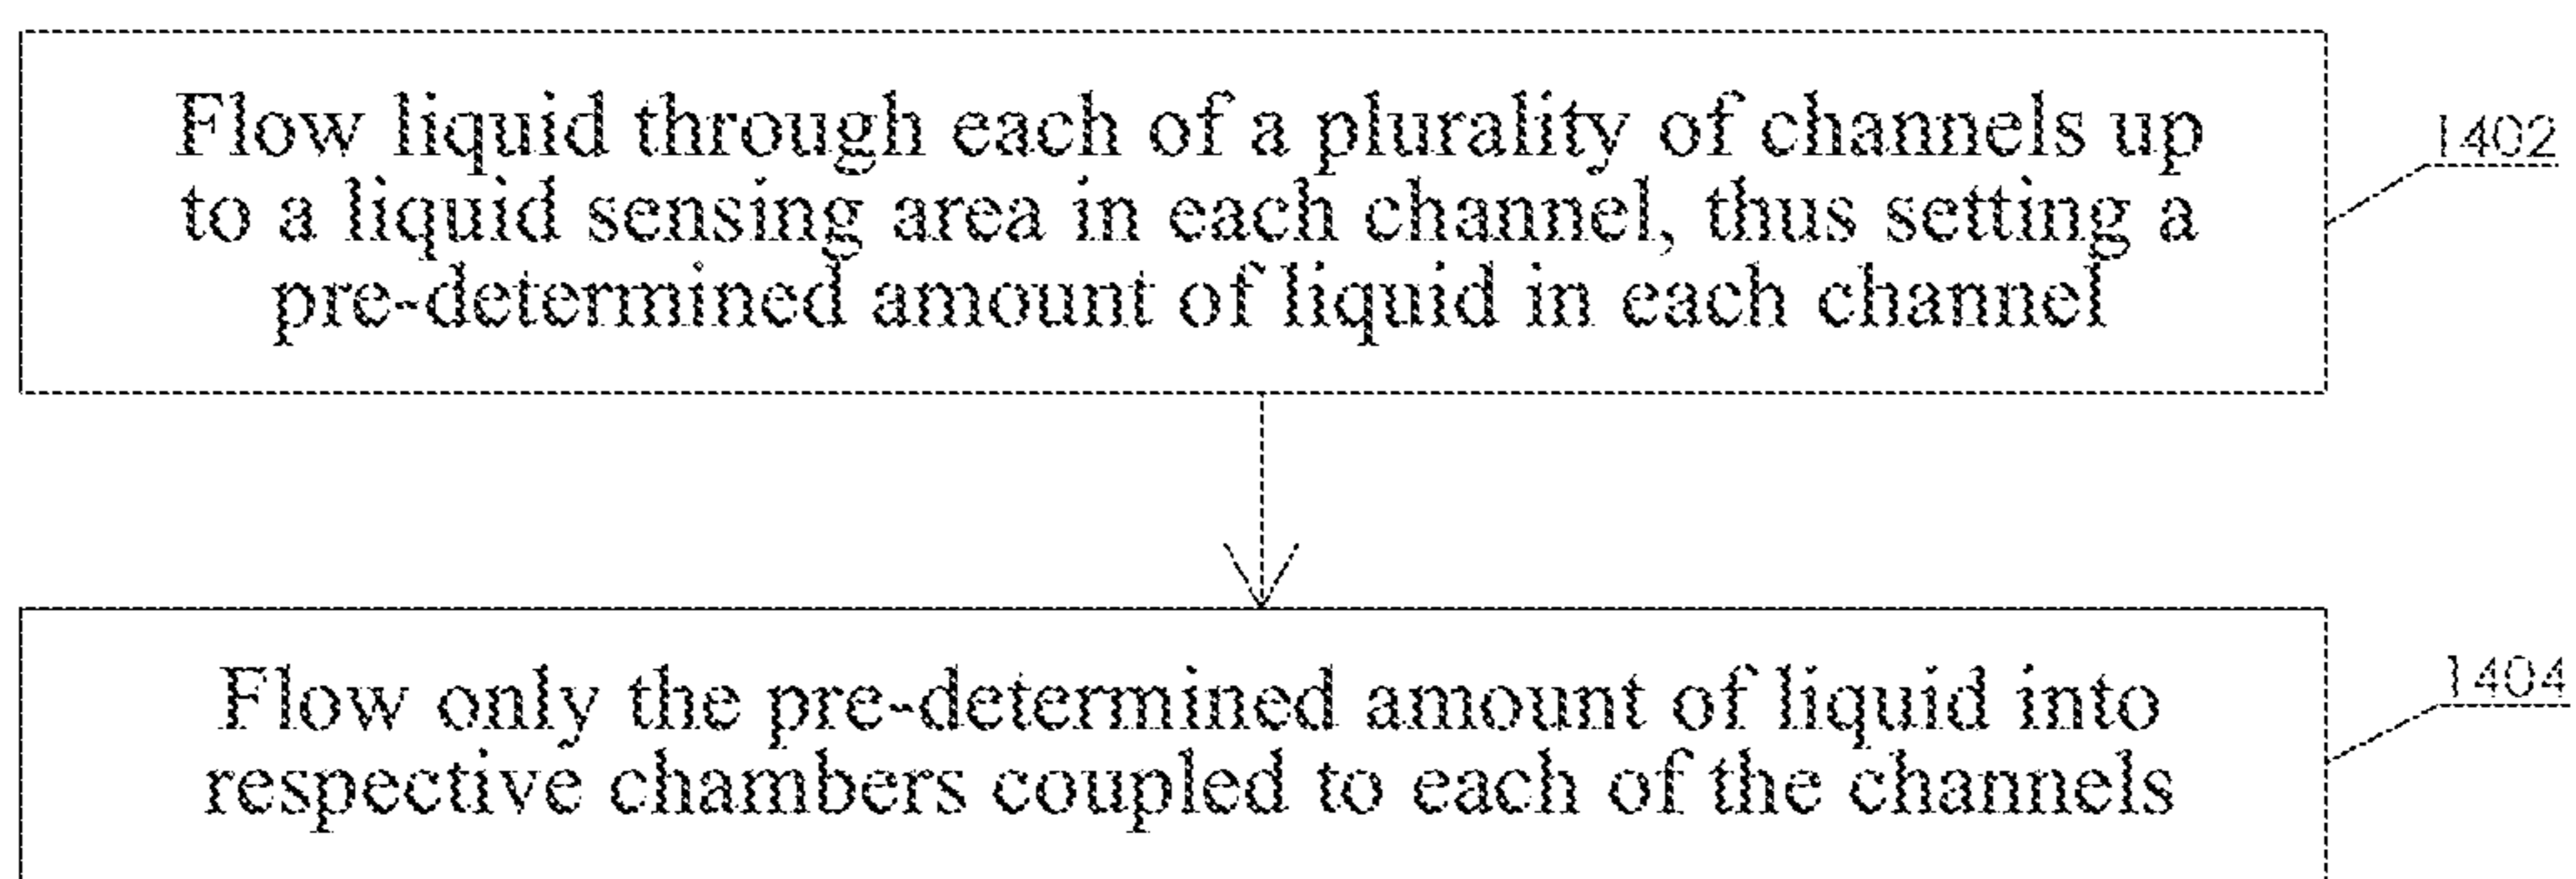 Flow liquid through each of a plurality of channels up
to a liquid sensing area in each channel, thus setting a
pre-determined amount of liquid in each channel
1402
Flow only the pre-determined amount of liquid into
respective chambers coupled to each of the channels
1404